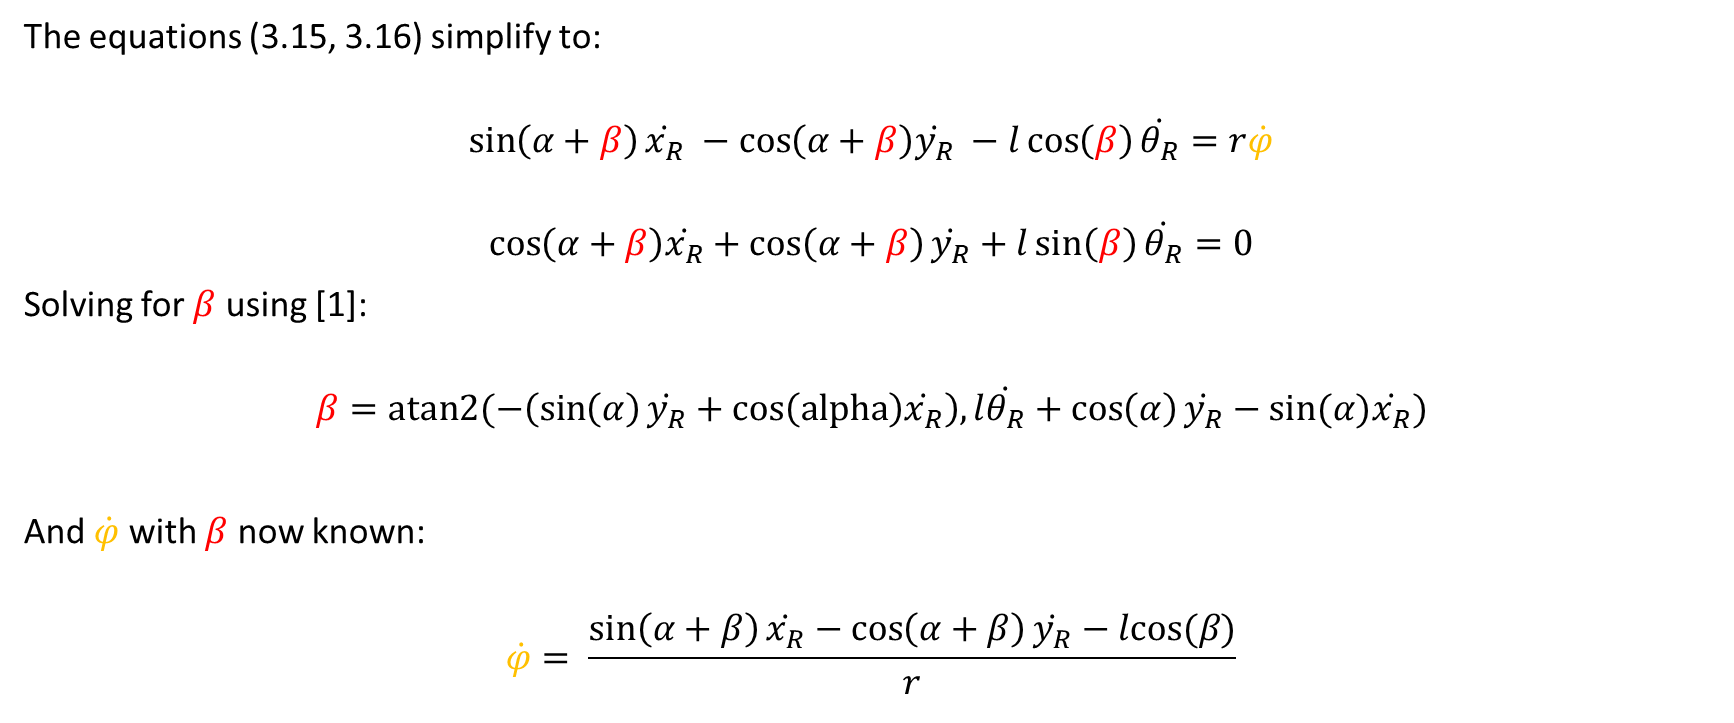 The equations (3.15, 3.16) simplify to:
sin(α + β) ẋ_R − cos(α + β)ẏ_R − l cos(β) θ̇_R = rφ̇
cos(α + β)ẋ_R + cos(α + β) ẏ_R + l sin(β) θ̇_R = 0
Solving for β using [1]:
β = atan2(−(sin(α) ẏ_R + cos(alpha)ẋ_R), lθ̇_R + cos(α) ẏ_R − sin(α)ẋ_R)
And φ̇ with β now known:
φ̇ = (sin(α + β) ẋ_R − cos(α + β) ẏ_R − lcos(β)) / r